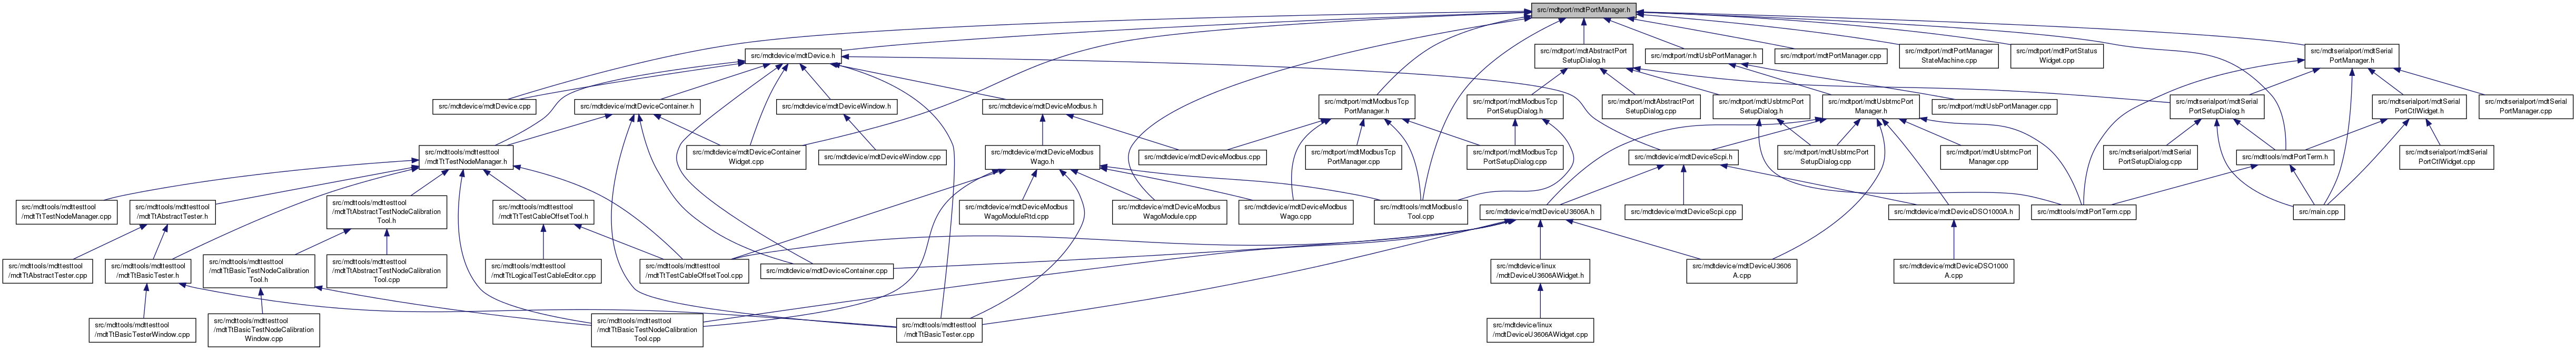 src/mdtport/mdtPortManager.h
src/mdtdevice/mdtDevice.h
src/mdtport/mdtAbstractPort
SetupDialog.h
src/mdtport/mdtUsbPortManager.h
src/mdtport/mdtPortManager.cpp
src/mdtport/mdtPortManager
StateMachine.cpp
src/mdtport/mdtPortStatus
Widget.cpp
src/mdtserialport/mdtSerial
PortManager.h
src/mdtdevice/mdtDevice.cpp
src/mdtdevice/mdtDeviceContainer.h
src/mdtdevice/mdtDeviceWindow.h
src/mdtdevice/mdtDeviceModbus.h
src/mdtport/mdtModbusTcp
PortManager.h
src/mdtport/mdtModbusTcp
PortSetupDialog.h
src/mdtport/mdtAbstractPort
SetupDialog.cpp
src/mdtport/mdtUsbtmcPort
SetupDialog.h
src/mdtport/mdtUsbtmcPort
Manager.h
src/mdtport/mdtUsbPortManager.cpp
src/mdtserialport/mdtSerial
PortSetupDialog.h
src/mdtserialport/mdtSerial
PortCtlWidget.h
src/mdtserialport/mdtSerial
PortManager.cpp
src/mdttools/mdttesttool
/mdtTtTestNodeManager.h
src/mdtdevice/mdtDeviceContainer
Widget.cpp
src/mdtdevice/mdtDeviceWindow.cpp
src/mdtdevice/mdtDeviceModbus
Wago.h
src/mdtdevice/mdtDeviceModbus.cpp
src/mdtport/mdtModbusTcp
PortManager.cpp
src/mdtport/mdtModbusTcp
PortSetupDialog.cpp
src/mdtdevice/mdtDeviceScpi.h
src/mdtport/mdtUsbtmcPort
SetupDialog.cpp
src/mdtport/mdtUsbtmcPort
Manager.cpp
src/mdtserialport/mdtSerial
PortSetupDialog.cpp
src/mdttools/mdtPortTerm.h
src/mdtserialport/mdtSerial
PortCtlWidget.cpp
src/mdttools/mdttesttool
/mdtTtTestNodeManager.cpp
src/mdttools/mdttesttool
/mdtTtAbstractTester.h
src/mdttools/mdttesttool
/mdtTtAbstractTestNodeCalibration
Tool.h
src/mdttools/mdttesttool
/mdtTtTestCableOffsetTool.h
src/mdtdevice/mdtDeviceModbus
WagoModuleRtd.cpp
src/mdtdevice/mdtDeviceModbus
WagoModule.cpp
src/mdtdevice/mdtDeviceModbus
Wago.cpp
src/mdttools/mdtModbusIo
Tool.cpp
src/mdtdevice/mdtDeviceU3606A.h
src/mdtdevice/mdtDeviceScpi.cpp
src/mdtdevice/mdtDeviceDSO1000A.h
src/mdttools/mdtPortTerm.cpp
src/main.cpp
src/mdttools/mdttesttool
/mdtTtAbstractTester.cpp
src/mdttools/mdttesttool
/mdtTtBasicTester.h
src/mdttools/mdttesttool
/mdtTtBasicTestNodeCalibration
Tool.h
src/mdttools/mdttesttool
/mdtTtAbstractTestNodeCalibration
Tool.cpp
src/mdttools/mdttesttool
/mdtTtLogicalTestCableEditor.cpp
src/mdttools/mdttesttool
/mdtTtTestCableOffsetTool.cpp
src/mdtdevice/mdtDeviceContainer.cpp
src/mdtdevice/linux
/mdtDeviceU3606AWidget.h
src/mdtdevice/mdtDeviceU3606
A.cpp
src/mdtdevice/mdtDeviceDSO1000
A.cpp
src/mdttools/mdttesttool
/mdtTtBasicTesterWindow.cpp
src/mdttools/mdttesttool
/mdtTtBasicTestNodeCalibration
Window.cpp
src/mdttools/mdttesttool
/mdtTtBasicTestNodeCalibration
Tool.cpp
src/mdttools/mdttesttool
/mdtTtBasicTester.cpp
src/mdtdevice/linux
/mdtDeviceU3606AWidget.cpp